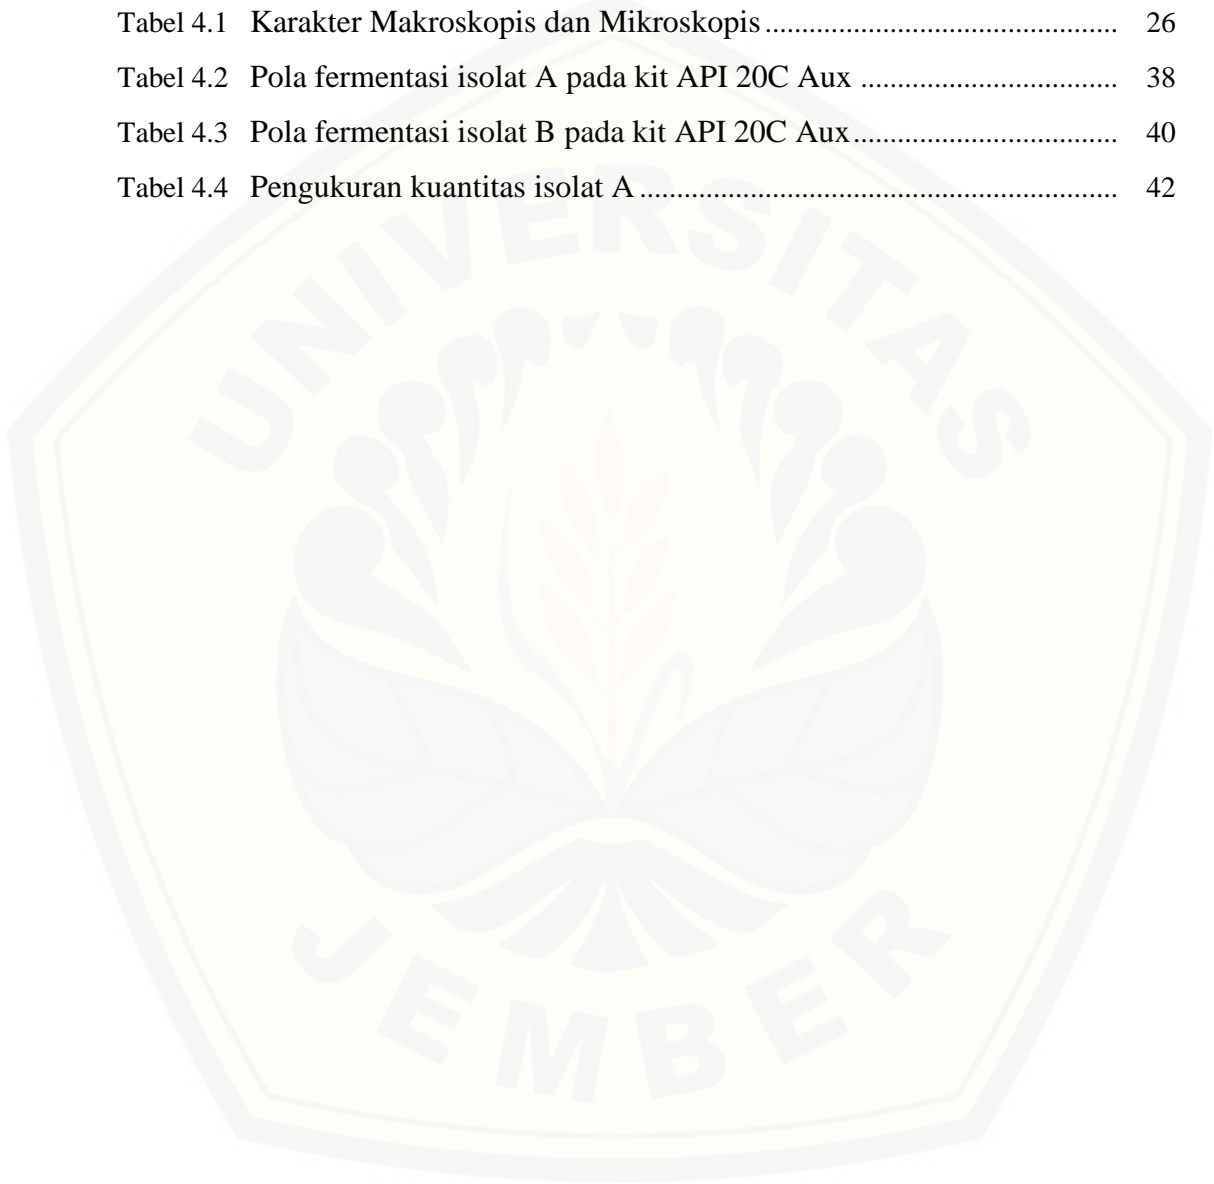 Tabel 4.1 Karakter Makroskopis dan Mikroskopis ................................................ 26
Tabel 4.2 Pola fermentasi isolat A pada kit API 20C Aux ................................... 38
Tabel 4.3 Pola fermentasi isolat B pada kit API 20C Aux .................................... 40
Tabel 4.4 Pengukuran kuantitas isolat A ................................................................. 42
UNIVERSITAS
JEMBER